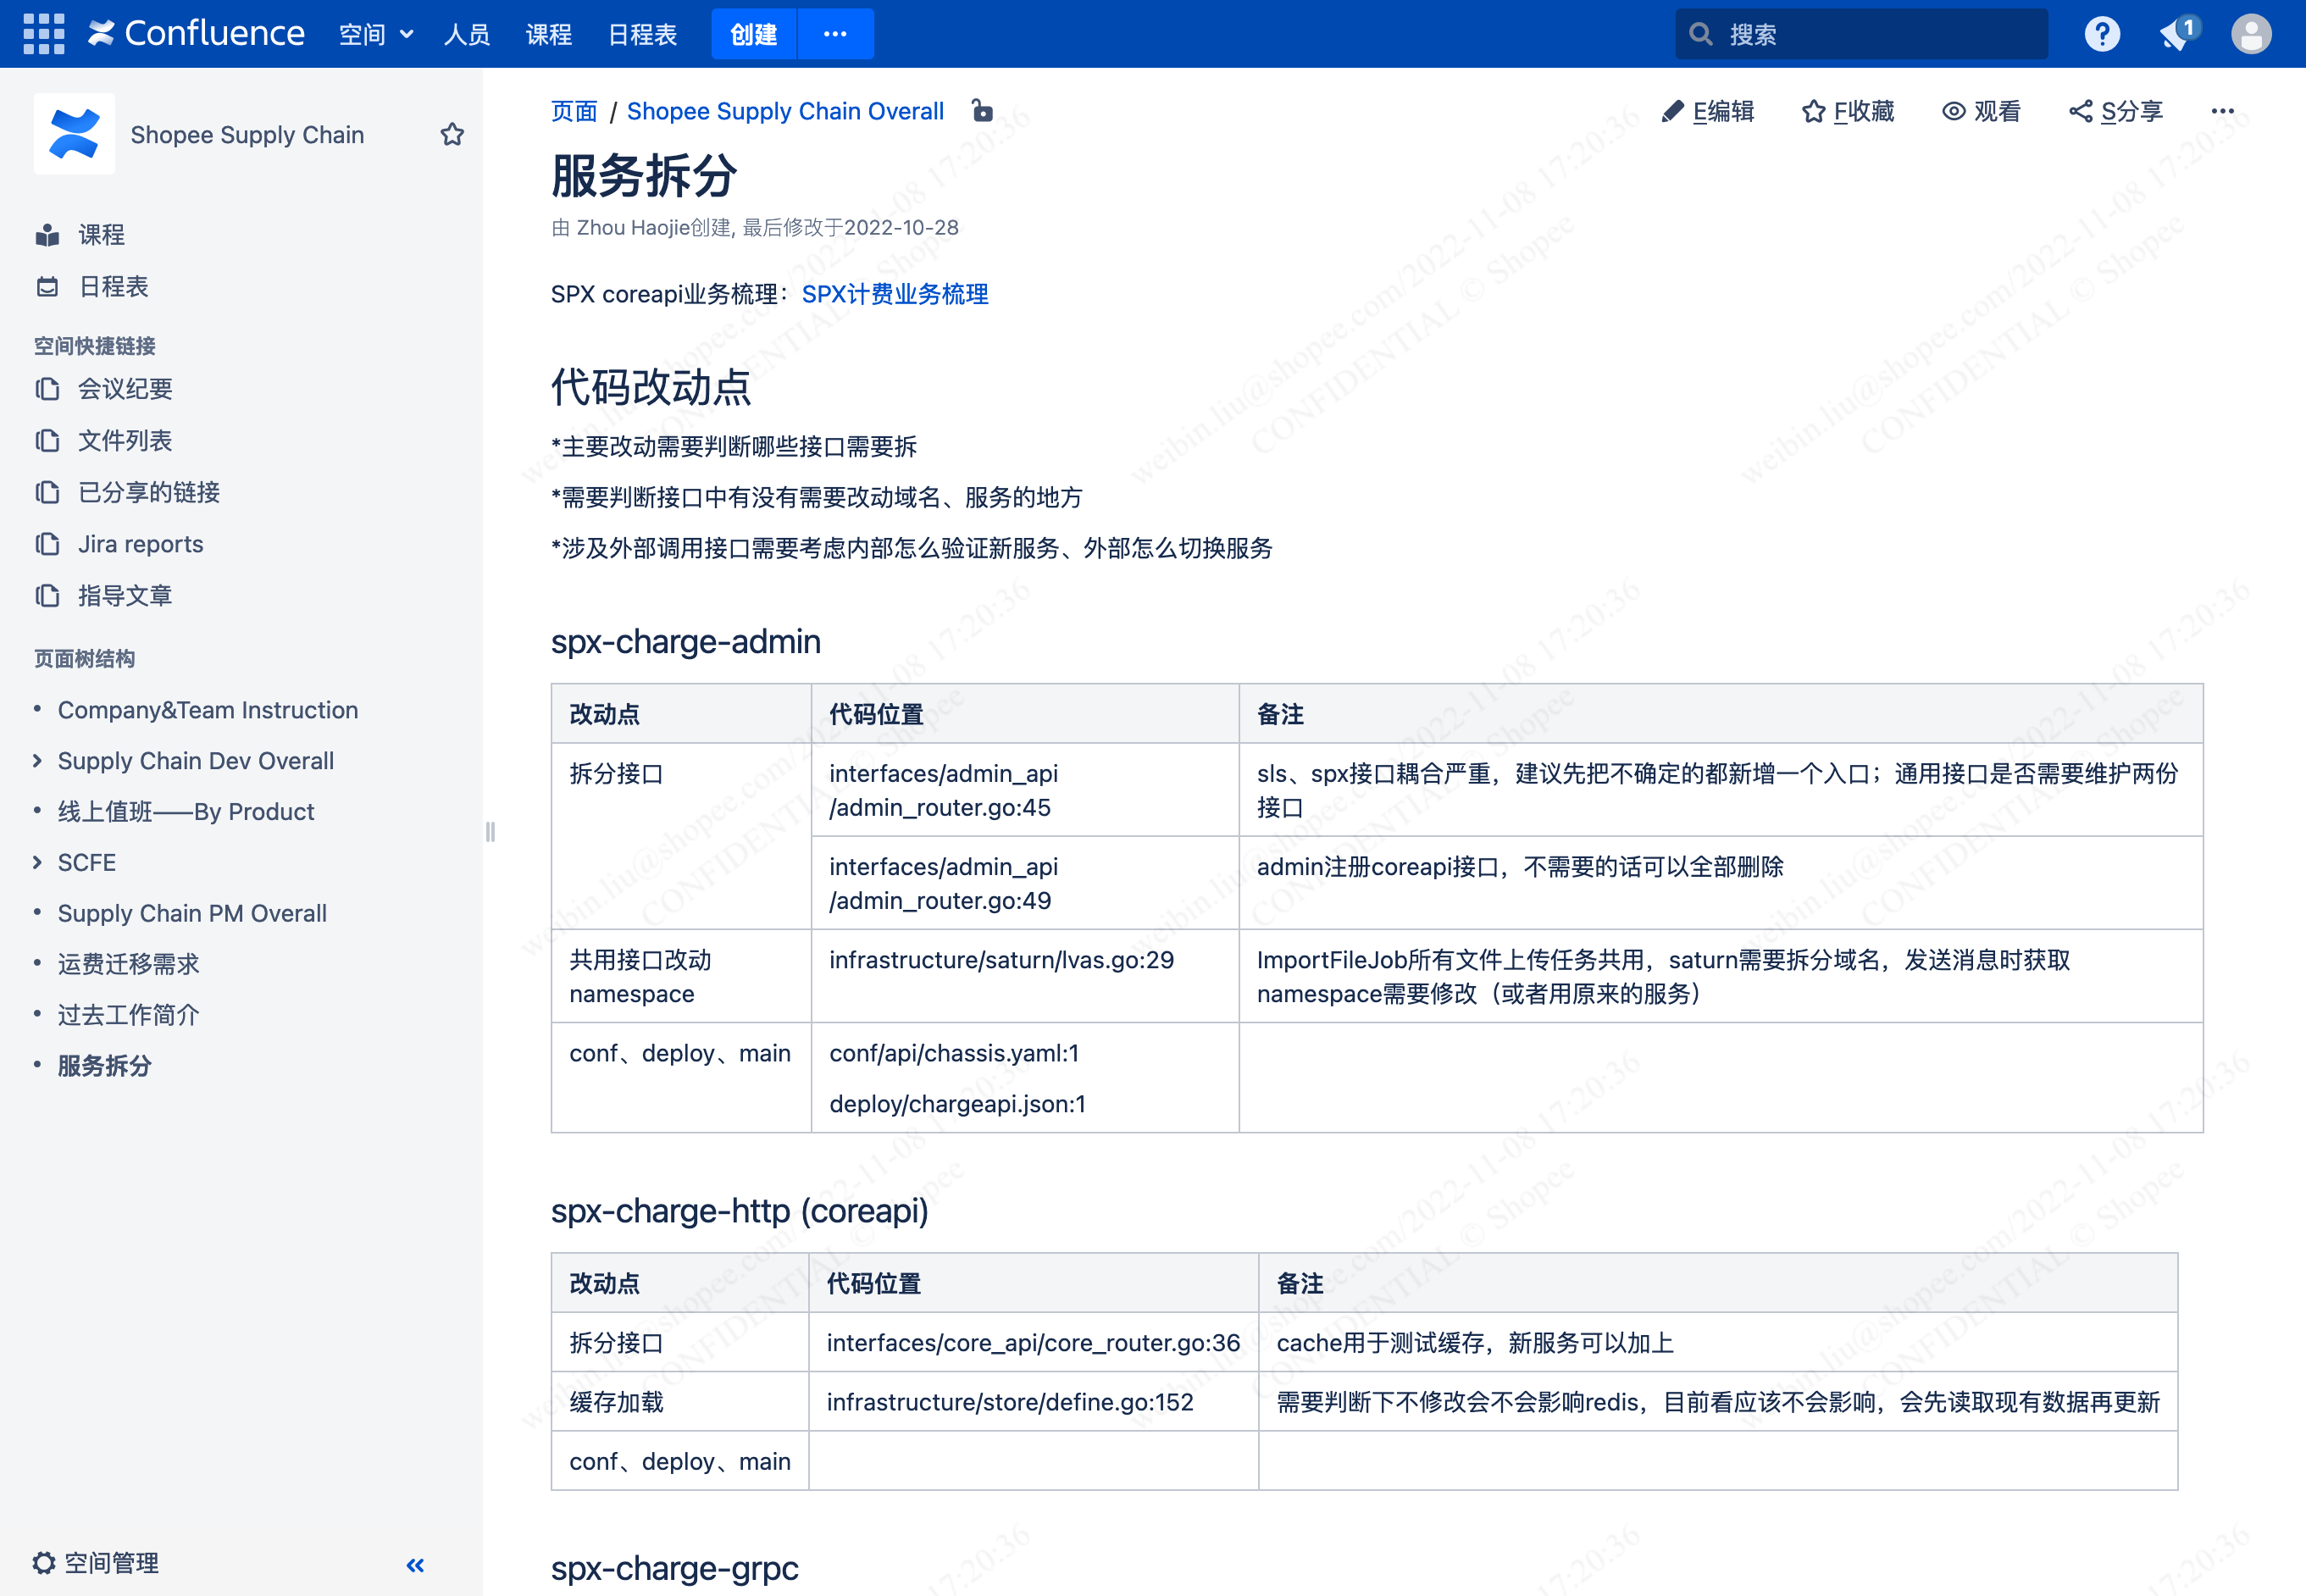 Confluence 空间 人员 课程 日程表 创建 ··· 搜索 1
Shopee Supply Chain
课程
日程表
空间快捷链接
会议纪要
文件列表
已分享的链接
Jira reports
指导文章
页面树结构
Company&Team Instruction
Supply Chain Dev Overall
线上值班——By Product
SCFE
Supply Chain PM Overall
运费迁移需求
过去工作简介
服务拆分
空间管理
页面 / Shopee Supply Chain Overall
E编辑 F收藏 观看 S分享 ···
服务拆分
由 Zhou Haojie创建, 最后修改于2022-10-28
SPX coreapi业务梳理：SPX计费业务梳理
代码改动点
*主要改动需要判断哪些接口需要拆
*需要判断接口中有没有需要改动域名、服务的地方
*涉及外部调用接口需要考虑内部怎么验证新服务、外部怎么切换服务
spx-charge-admin
改动点 代码位置 备注
拆分接口 interfaces/admin_api sls、spx接口耦合严重，建议先把不确定的都新增一个入口；通用接口是否需要维护两份
/admin_router.go:45 接口
interfaces/admin_api admin注册coreapi接口，不需要的话可以全部删除
/admin_router.go:49
共用接口改动 infrastructure/saturn/lvas.go:29 ImportFileJob所有文件上传任务共用，saturn需要拆分域名，发送消息时获取
namespace namespace需要修改（或者用原来的服务）
conf、deploy、main conf/api/chassis.yaml:1
deploy/chargeapi.json:1
spx-charge-http (coreapi)
改动点 代码位置 备注
拆分接口 interfaces/core_api/core_router.go:36 cache用于测试缓存，新服务可以加上
缓存加载 infrastructure/store/define.go:152 需要判断下不修改会不会影响redis，目前看应该不会影响，会先读取现有数据再更新
conf、deploy、main
spx-charge-grpc
weibin.liu@shopee.com/2022-11-08 17:20:36
CONFIDENTIAL © Shopee